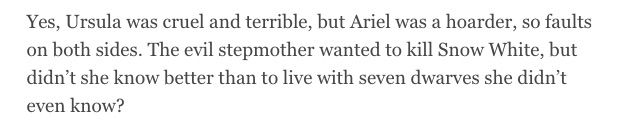 Yes, Ursula was cruel and terrible, but Ariel was a hoarder, so faults
on both sides. The evil stepmother wanted to kill Snow White, but
didn’t she know better than to live with seven dwarves she didn’t
even know?